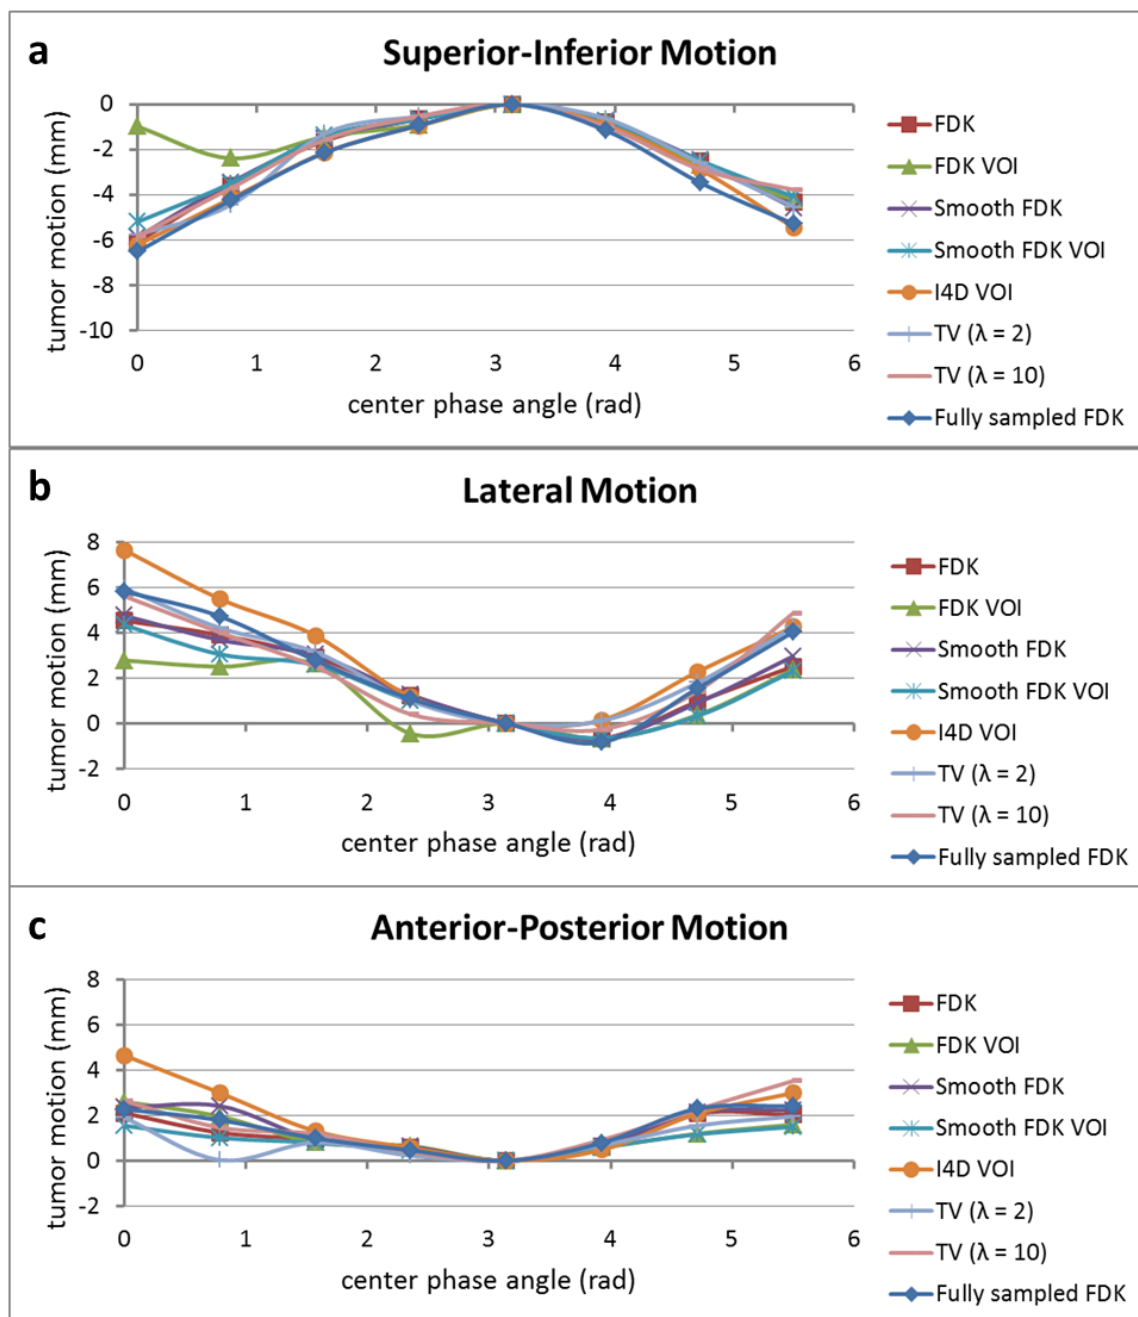 a
Superior-Inferior Motion
tumor motion (mm)
0
-2
-4
-6
-8
-10
0 1 2 3 4 5 6
center phase angle (rad)
FDK
FDK VOI
Smooth FDK
Smooth FDK VOI
I4D VOI
TV (λ = 2)
TV (λ = 10)
Fully sampled FDK
b
Lateral Motion
tumor motion (mm)
8
6
4
2
0
-2
0 1 2 3 4 5 6
center phase angle (rad)
FDK
FDK VOI
Smooth FDK
Smooth FDK VOI
I4D VOI
TV (λ = 2)
TV (λ = 10)
Fully sampled FDK
c
Anterior-Posterior Motion
tumor motion (mm)
8
6
4
2
0
-2
0 1 2 3 4 5 6
center phase angle (rad)
FDK
FDK VOI
Smooth FDK
Smooth FDK VOI
I4D VOI
TV (λ = 2)
TV (λ = 10)
Fully sampled FDK